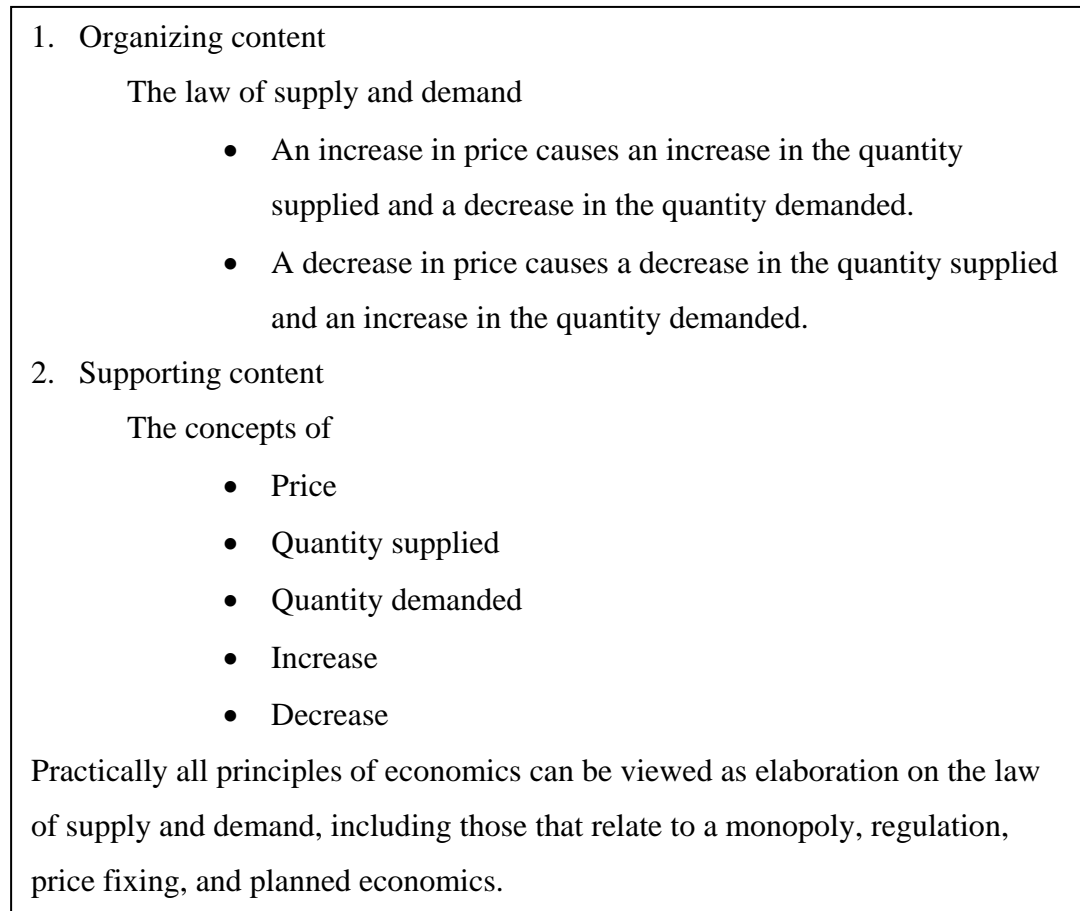 1. Organizing content
The law of supply and demand
• An increase in price causes an increase in the quantity
supplied and a decrease in the quantity demanded.
• A decrease in price causes a decrease in the quantity supplied
and an increase in the quantity demanded.
2. Supporting content
The concepts of
• Price
• Quantity supplied
• Quantity demanded
• Increase
• Decrease
Practically all principles of economics can be viewed as elaboration on the law
of supply and demand, including those that relate to a monopoly, regulation,
price fixing, and planned economics.